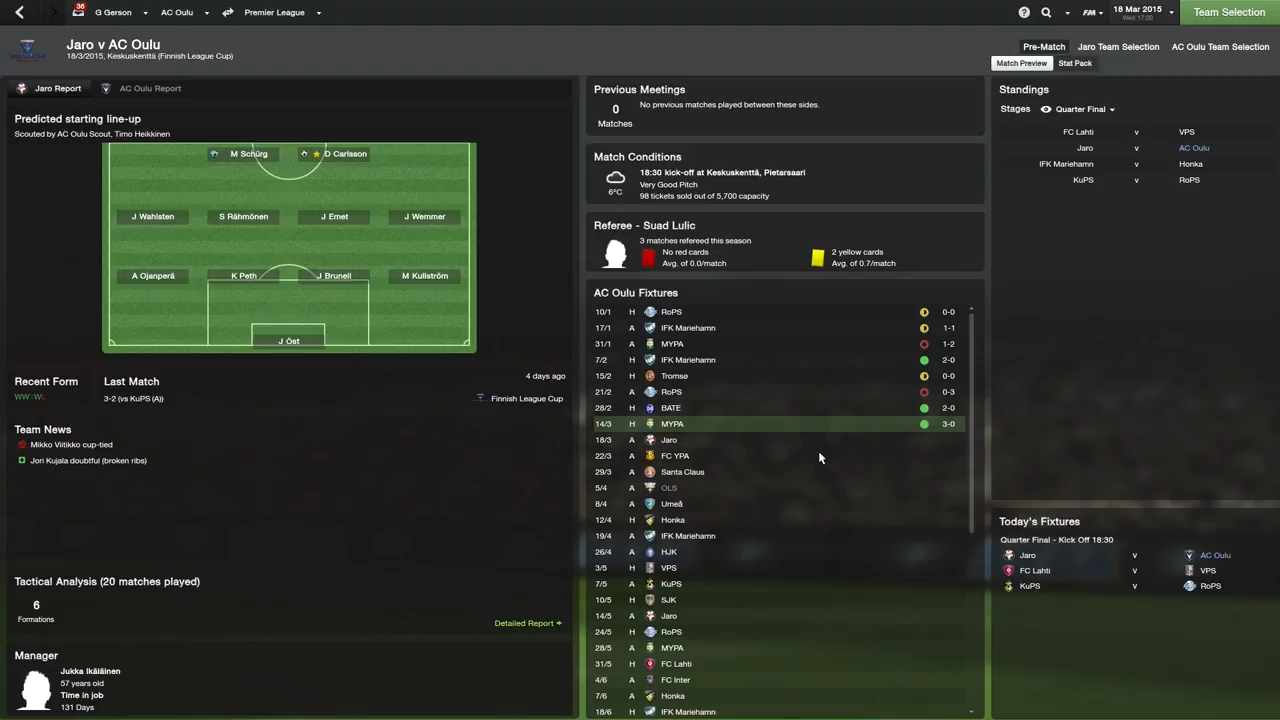 36
G Gerson
AC Oulu
Premier League
FM
18 Mar 2015
Wed 17:00
Team Selection
Jaro v AC Oulu
18/3/2015, Keskuskenttä (Finnish League Cup)
Pre-Match
Jaro Team Selection
AC Oulu Team Selection
Match Preview
Stat Pack
Jaro Report
AC Oulu Report
Predicted starting line-up
Scouted by AC Oulu Scout, Timo Heikkinen
M Schürg
D Carlsson
J Wahlsten
S Rähmönen
J Emet
J Wemmer
A Ojanperä
K Peth
J Brunell
M Kullström
J Öst
Recent Form
Last Match
4 days ago
3-2 (vs KuPS (A))
Finnish League Cup
Team News
Mikko Viitikko cup-tied
Jori Kujala doubtful (broken ribs)
Tactical Analysis (20 matches played)
6
Formations
Detailed Report
Manager
Jukka Ikäläinen
57 years old
Time in job
131 Days
Previous Meetings
0
Matches
No previous matches played between these sides.
Match Conditions
6°C
18:30 kick-off at Keskuskenttä, Pietarsaari
Very Good Pitch
98 tickets sold out of 5,700 capacity
Referee - Suad Lulic
3 matches refereed this season
No red cards
Avg. of 0.0/match
2 yellow cards
Avg. of 0.7/match
AC Oulu Fixtures
10/1 H RoPS 0-0
17/1 A IFK Mariehamn 1-1
31/1 A MYPA 1-2
7/2 H IFK Mariehamn 2-0
15/2 H Tromsø 0-0
21/2 A RoPS 0-3
28/2 H BATE 2-0
14/3 H MYPA 3-0
18/3 A Jaro
22/3 A FC YPA
29/3 A Santa Claus
5/4 A OLS
8/4 A Umeå
12/4 H Honka
19/4 A IFK Mariehamn
26/4 A HJK
3/5 H VPS
7/5 A KuPS
10/5 H SJK
14/5 A Jaro
24/5 H RoPS
28/5 A MYPA
31/5 H FC Lahti
4/6 A FC Inter
7/6 A Honka
18/6 H IFK Mariehamn
Standings
Stages Quarter Final
FC Lahti v VPS
Jaro v AC Oulu
IFK Mariehamn v Honka
KuPS v RoPS
Today's Fixtures
Quarter Final - Kick Off 18:30
Jaro v AC Oulu
FC Lahti v VPS
KuPS v RoPS